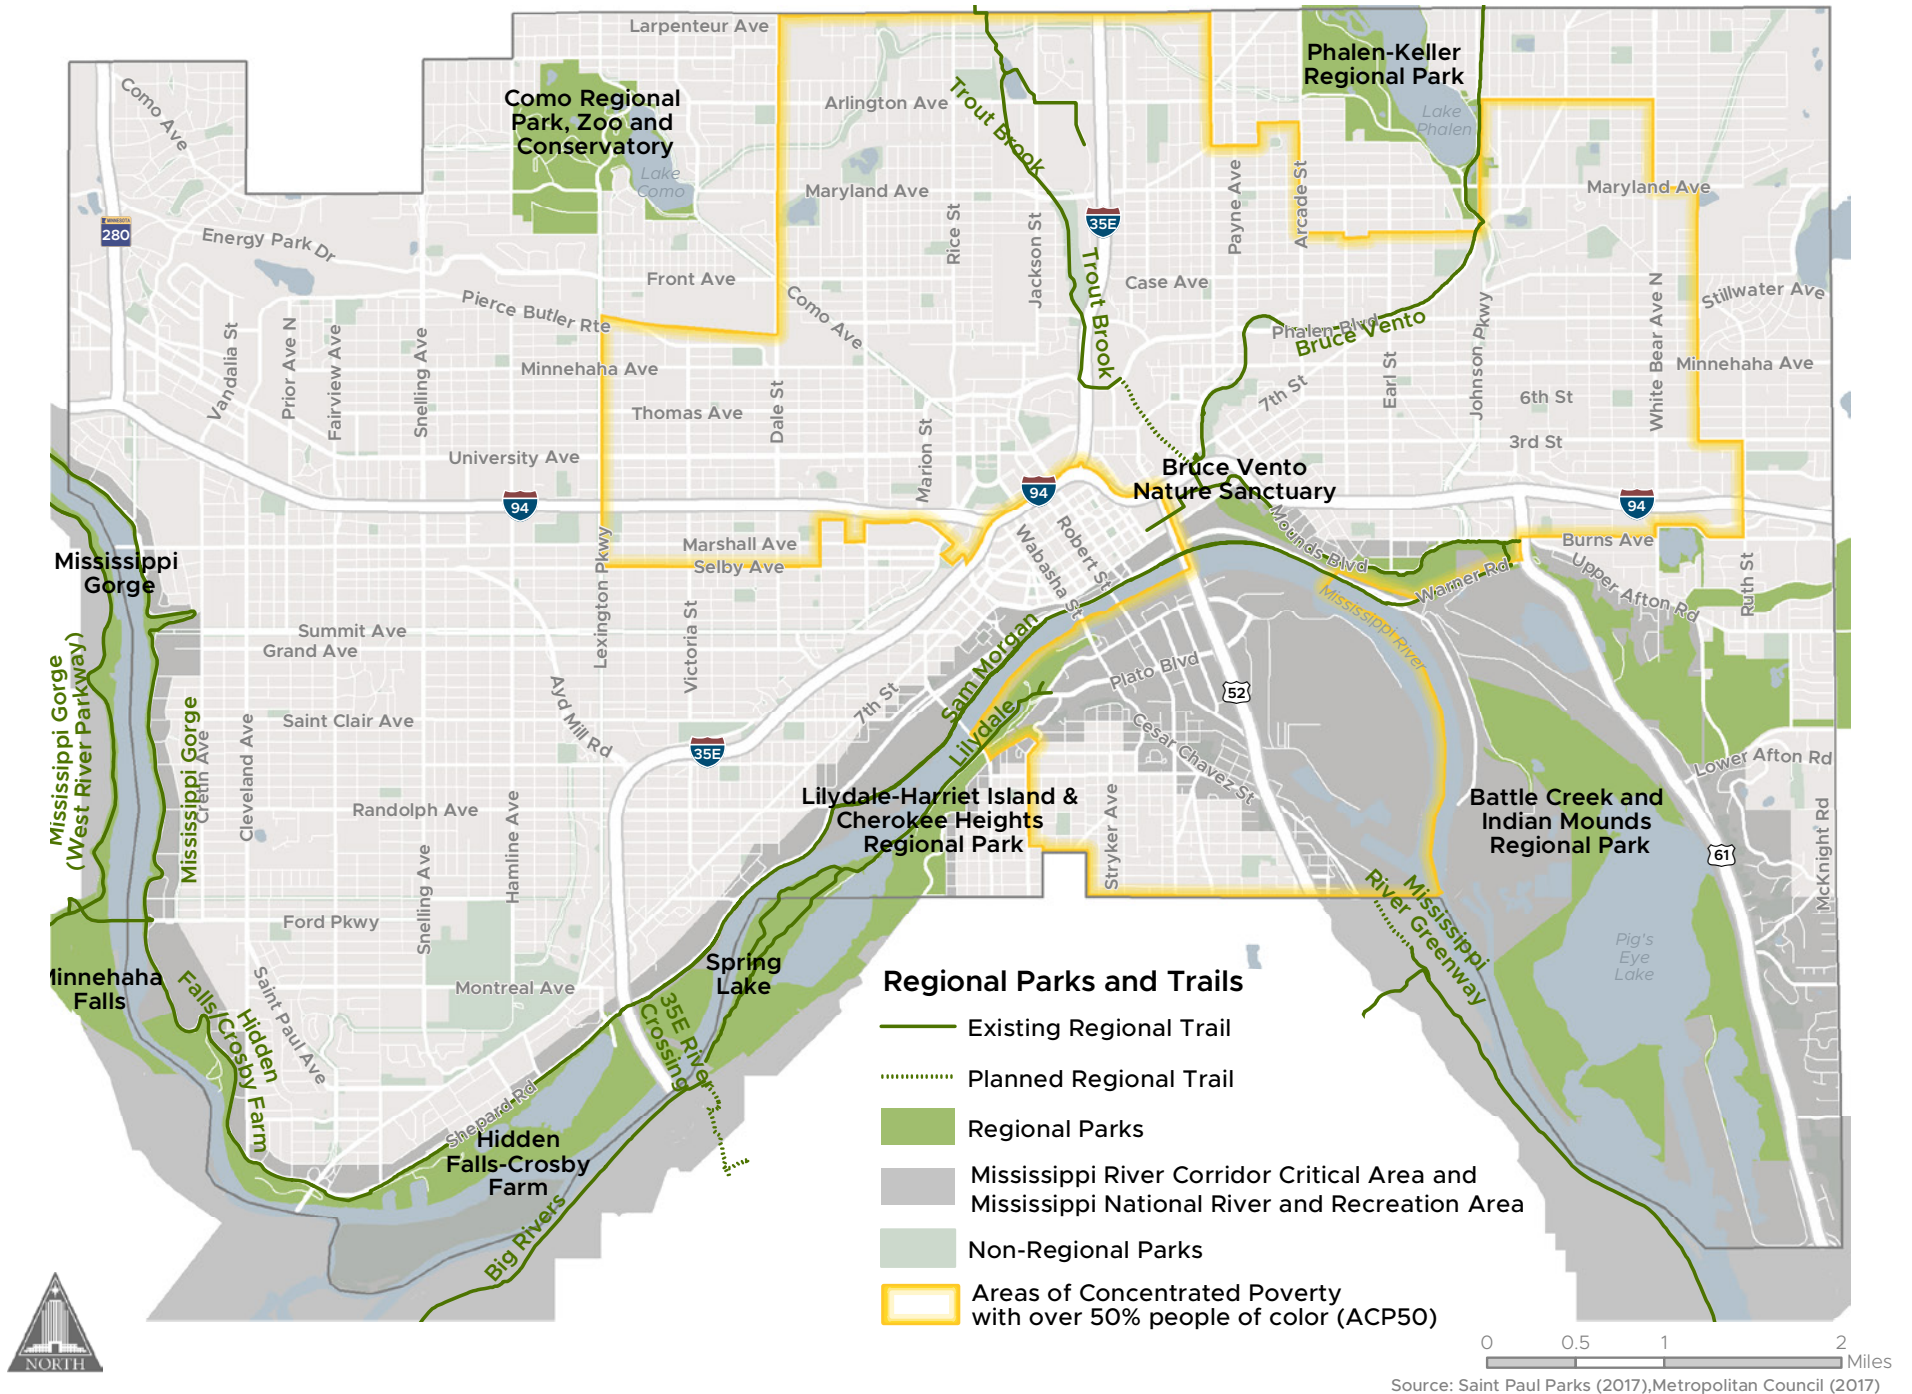 Larpenteur Ave
Phalen-Keller
Regional Park
Como Ave
Como Regional
Park, Zoo and
Conservatory
Arlington Ave
Trout Brook
Lake
Phalen
Lake
Como
Maryland Ave
Payne Ave
Arcade St
Maryland Ave
MINNESOTA
280
Energy Park Dr
Rice St
Jackson St
35E
Front Ave
Case Ave
Trout Brook
Stillwater Ave
Pierce Butler Rte
Como Ave
Phalen Blvd
Bruce Vento
Vandalia St
Prior Ave N
Fairview Ave
Snelling Ave
Minnehaha Ave
Earl St
Johnson Pkwy
White Bear Ave N
Minnehaha Ave
Thomas Ave
Dale St
7th St
6th St
3rd St
University Ave
Marion St
Bruce Vento
Nature Sanctuary
94
94
94
Mississippi
Gorge
Lexington Pkwy
Marshall Ave
Selby Ave
Wabasha St
Robert St
Mounds Blvd
Warner Rd
Burns Ave
Upper Afton Rd
Ruth St
Summit Ave
Grand Ave
Victoria St
Mississippi River
Mississippi Gorge
(West River Parkway)
Mississippi Gorge
Cretin Ave
Cleveland Ave
Saint Clair Ave
Ayd Mill Rd
7th St
Sam Morgan
Lilydale
Plato Blvd
52
Cesar Chavez St
35E
Lower Afton Rd
Randolph Ave
Hamline Ave
Lilydale-Harriet Island &
Cherokee Heights
Regional Park
Stryker Ave
Battle Creek and
Indian Mounds
Regional Park
61
McKnight Rd
Snelling Ave
Ford Pkwy
Mississippi
River Greenway
Pig's
Eye
Lake
Minnehaha
Falls
Saint Paul Ave
Montreal Ave
Spring
Lake
35E River
Crossing
Hidden
Falls/Crosby Farm
Shepard Rd
Hidden
Falls-Crosby
Farm
Big Rivers
Regional Parks and Trails
Existing Regional Trail
Planned Regional Trail
Regional Parks
Mississippi River Corridor Critical Area and
Mississippi National River and Recreation Area
Non-Regional Parks
Areas of Concentrated Poverty
with over 50% people of color (ACP50)
NORTH
0 0.5 1 2
Miles
Source: Saint Paul Parks (2017),Metropolitan Council (2017)